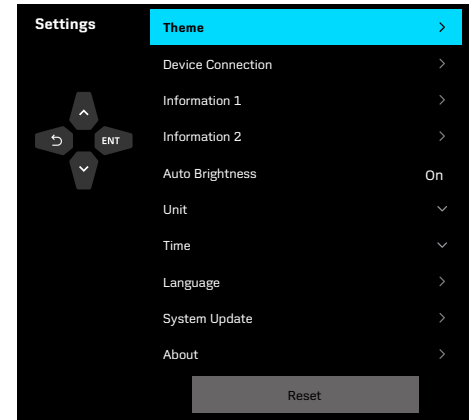 Settings
Theme
Device Connection
Information 1
Information 2
ENT
Auto Brightness On
Unit
Time
Language
System Update
About
Reset